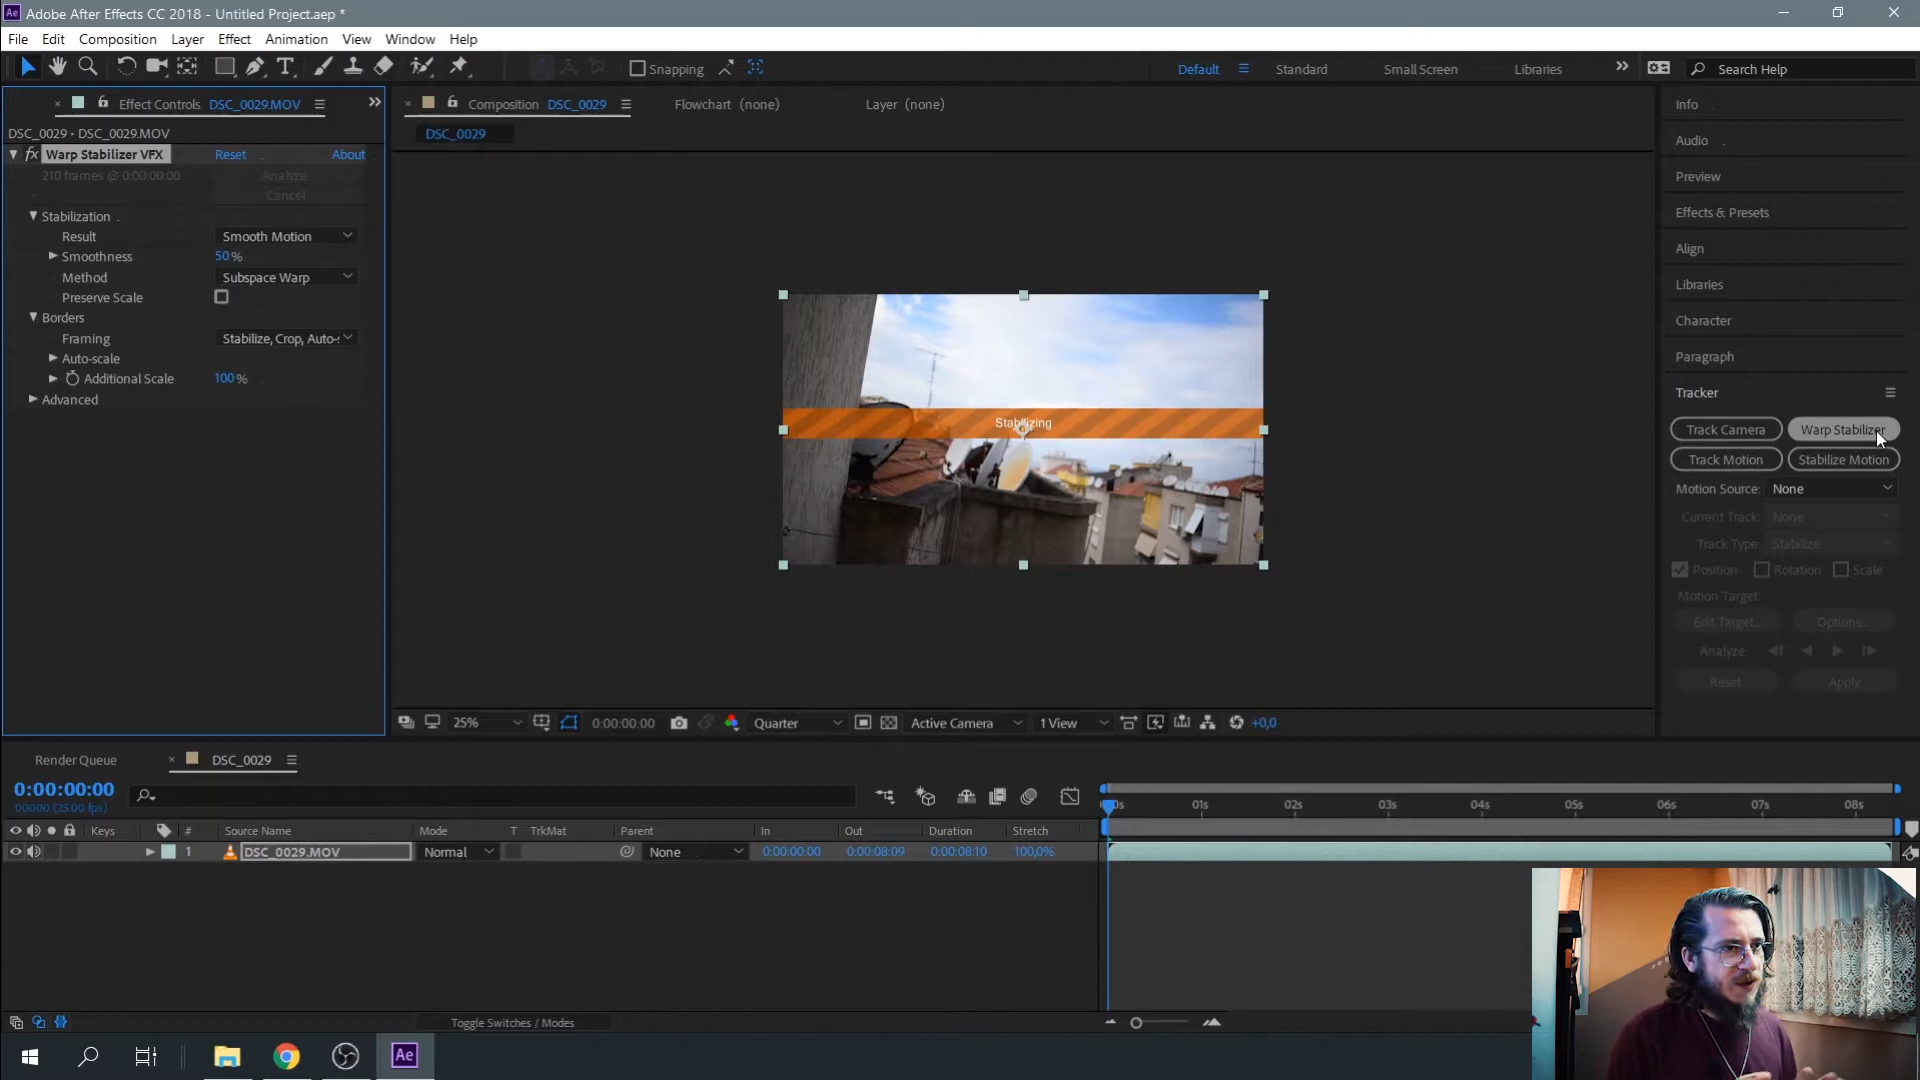 Ae Adobe After Effects CC 2018 - Untitled Project.aep *
File Edit Composition Layer Effect Animation View Window Help
Snapping Default Standard Small Screen Libraries Search Help
Effect Controls DSC_0029.MOV
Composition DSC_0029 Flowchart (none) Layer (none)
DSC_0029
DSC_0029 • DSC_0029.MOV
fx Warp Stabilizer VFX Reset About
210 frames @ 0:00:00:00 Analyze
Cancel
Stabilization
Result Smooth Motion
Smoothness 50 %
Method Subspace Warp
Preserve Scale
Borders
Framing Stabilize, Crop, Auto-s
Auto-scale
Additional Scale 100 %
Advanced
Stabilizing
Info
Audio
Preview
Effects & Presets
Align
Libraries
Character
Paragraph
Tracker
Track Camera Warp Stabilizer
Track Motion Stabilize Motion
Motion Source: None
Current Track: None
Track Type: Stabilize
Position Rotation Scale
Motion Target:
Edit Target... Options...
Analyze:
Reset Apply
25% 0:00:00:00 Quarter Active Camera 1 View +0,0
Render Queue DSC_0029
0:00:00:00
00000 (25.00 fps)
Keys # Source Name Mode T TrkMat Parent In Out Duration Stretch
1 DSC_0029.MOV Normal None 0:00:00:00 0:00:08:09 0:00:08:10 100,0%
01s 02s 03s 04s 05s 06s 07s 08s
Toggle Switches / Modes
Ae